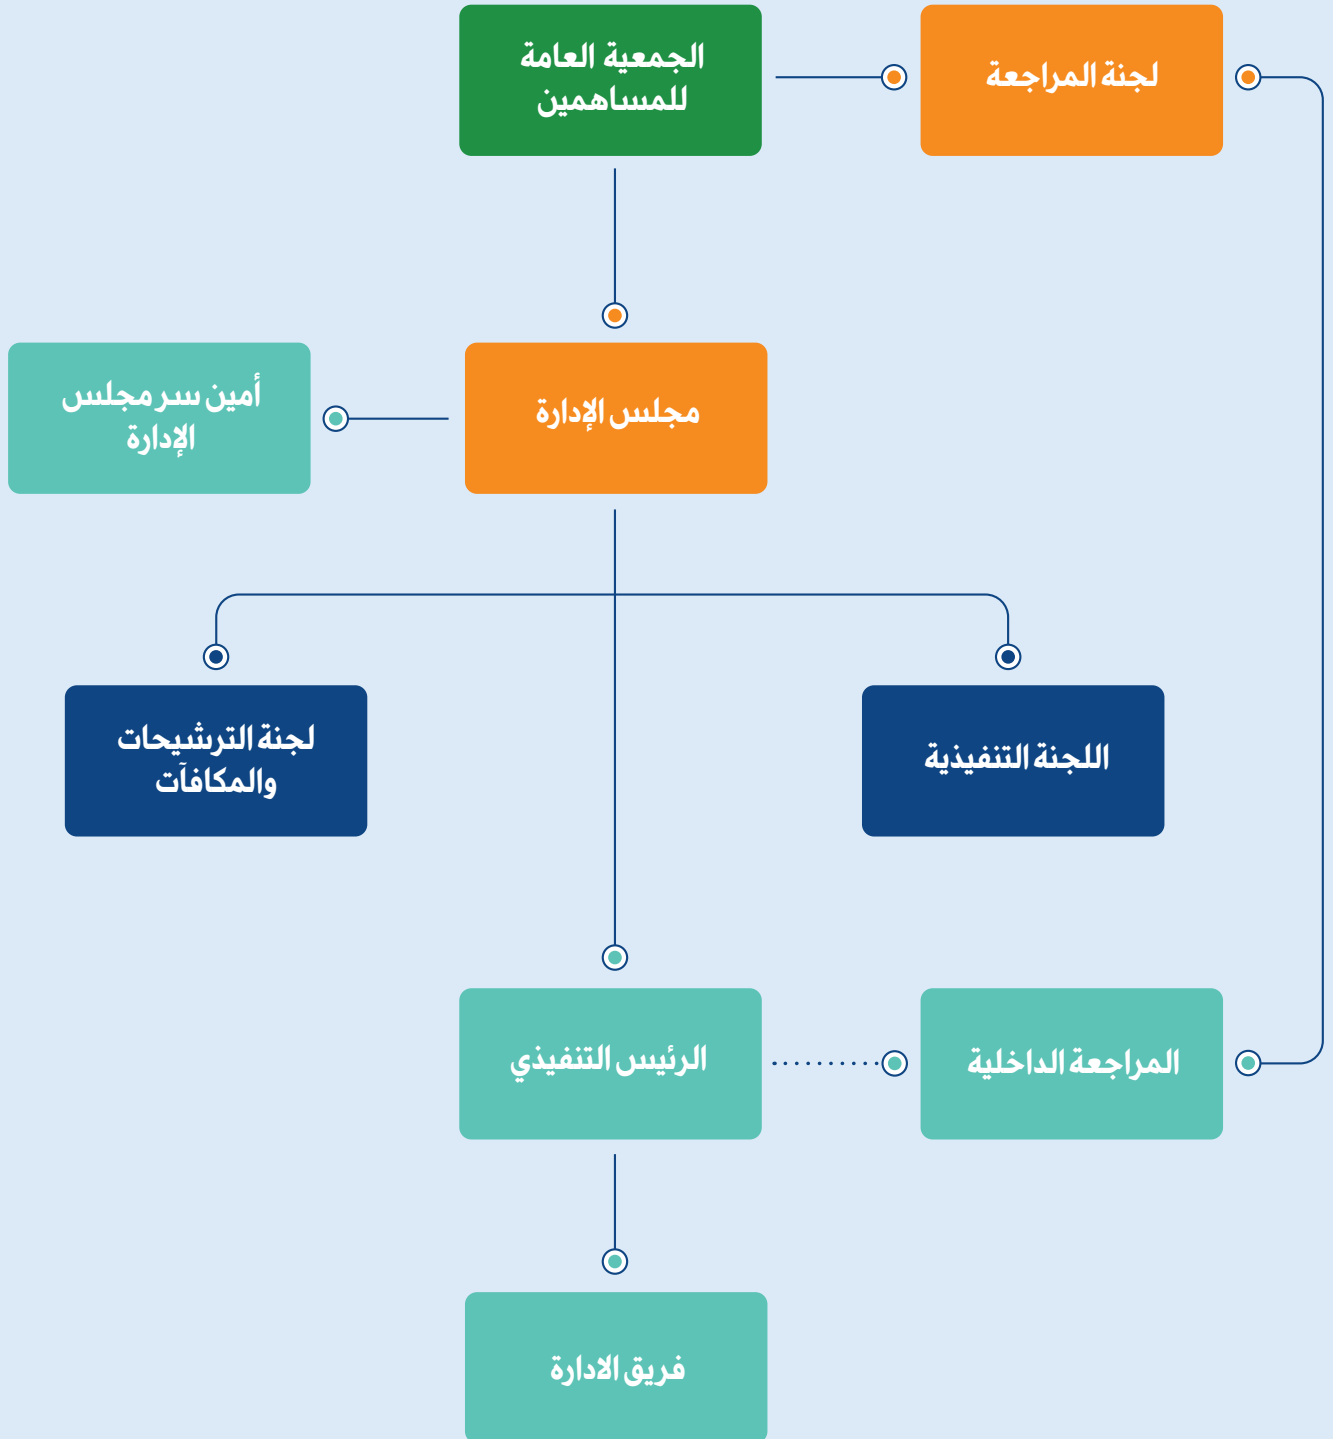 الجمعية العامة
للمساهمين
لجنة المراجعة
مجلس الإدارة
أمين سر مجلس
الإدارة
اللجنة التنفيذية
لجنة الترشيحات
والمكافآت
المراجعة الداخلية
الرئيس التنفيذي
فريق الادارة